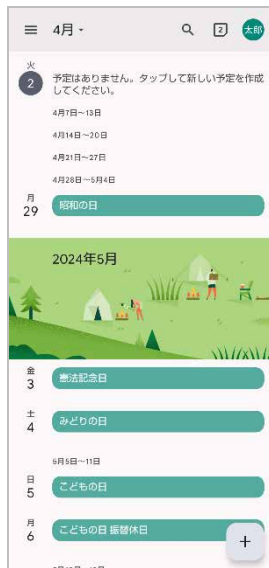 4月
2
太郎
火
2
予定はありません。タップして新しい予定を作成
してください。
4月7日～13日
4月14日～20日
4月21日～27日
4月28日～5月4日
月
29
昭和の日
2024年5月
金
3
憲法記念日
土
4
みどりの日
5月5日～11日
日
5
こどもの日
月
6
こどもの日 振替休日